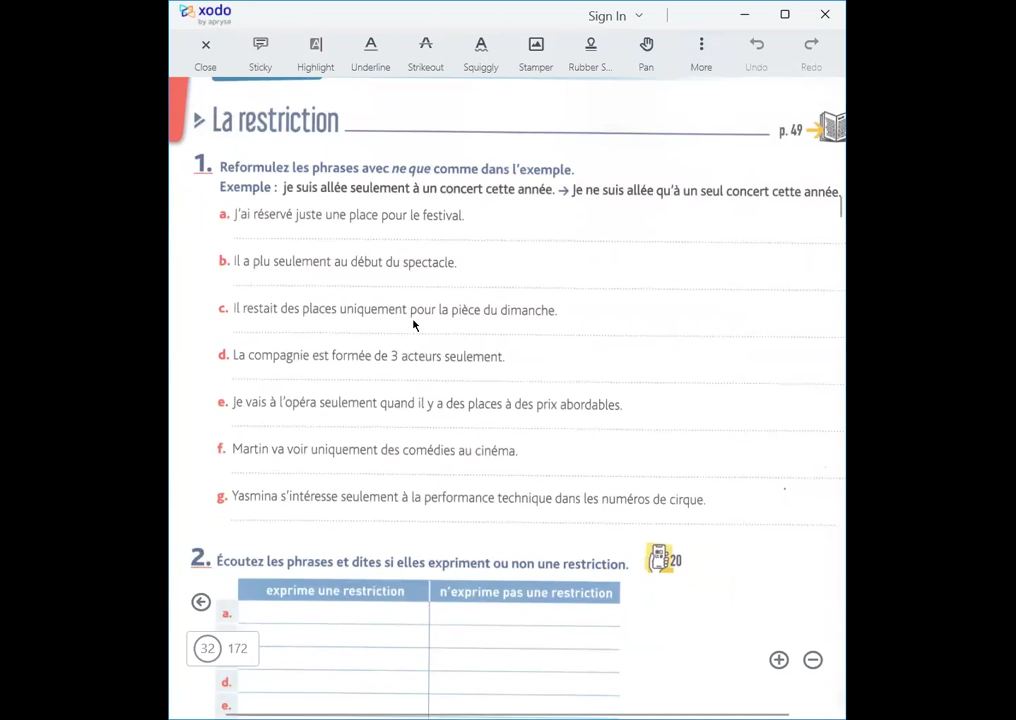 xodo
by apryse
Sign In
Close Sticky Highlight Underline Strikeout Squiggly Stamper Rubber S... Pan More Undo Redo
La restriction
p. 49
1. Reformulez les phrases avec ne que comme dans l'exemple.
Exemple : je suis allée seulement à un concert cette année. → Je ne suis allée qu'à un seul concert cette année.
a. J'ai réservé juste une place pour le festival.
b. Il a plu seulement au début du spectacle.
c. Il restait des places uniquement pour la pièce du dimanche.
d. La compagnie est formée de 3 acteurs seulement.
e. Je vais à l'opéra seulement quand il y a des places à des prix abordables.
f. Martin va voir uniquement des comédies au cinéma.
g. Yasmina s'intéresse seulement à la performance technique dans les numéros de cirque.
2. Écoutez les phrases et dites si elles expriment ou non une restriction.
20
exprime une restriction n'exprime pas une restriction
a.
32 172
d.
e.